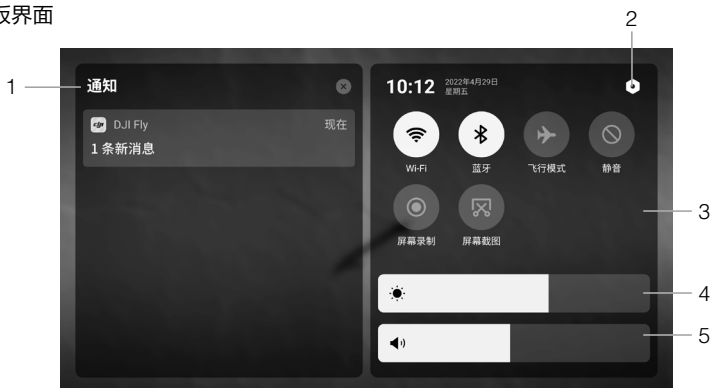 板界面
2
1
通知
10:12
2022年4月29日
星期五
dji DJI Fly 现在
1 条新消息
Wi-Fi 蓝牙 飞行模式 静音
3
屏幕录制 屏幕截图
4
5